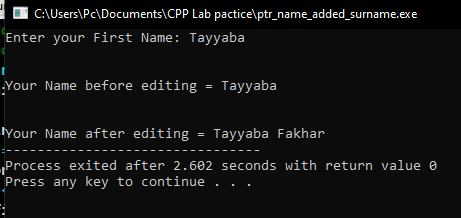 C:\Users\Pc\Documents\CPP Lab pactice\ptr_name_added_surname.exe
Enter your First Name: Tayyaba
Your Name before editing = Tayyaba
Your Name after editing = Tayyaba Fakhar
--------------------------------
Process exited after 2.602 seconds with return value 0
Press any key to continue . . .